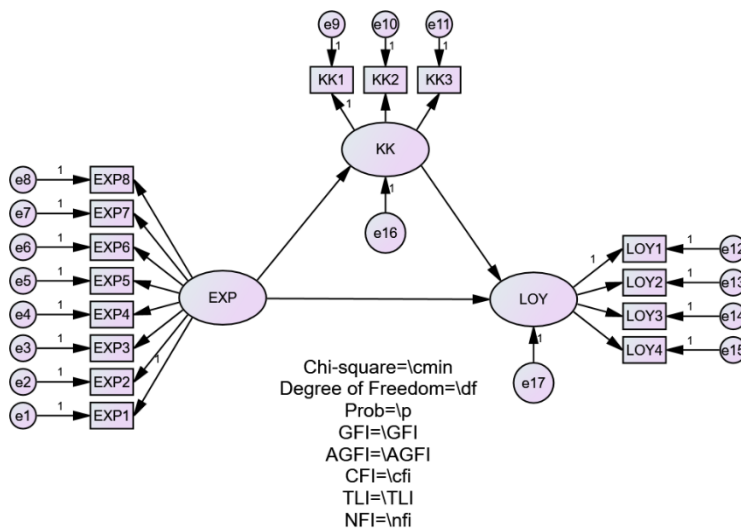 e9 e10 e11
1 1 1
KK1 KK2 KK3
1
KK
1
e16
e8 1 EXP8
e7 1 EXP7
e6 1 EXP6
e5 1 EXP5
e4 1 EXP4
e3 1 EXP3
e2 1 EXP2 1
e1 1 EXP1
EXP
LOY
1
e17
1 LOY1 1 e12
LOY2 1 e13
LOY3 1 e14
LOY4 1 e15
Chi-square=\cmin
Degree of Freedom=\df
Prob=\p
GFI=\GFI
AGFI=\AGFI
CFI=\cfi
TLI=\TLI
NFI=\nfi